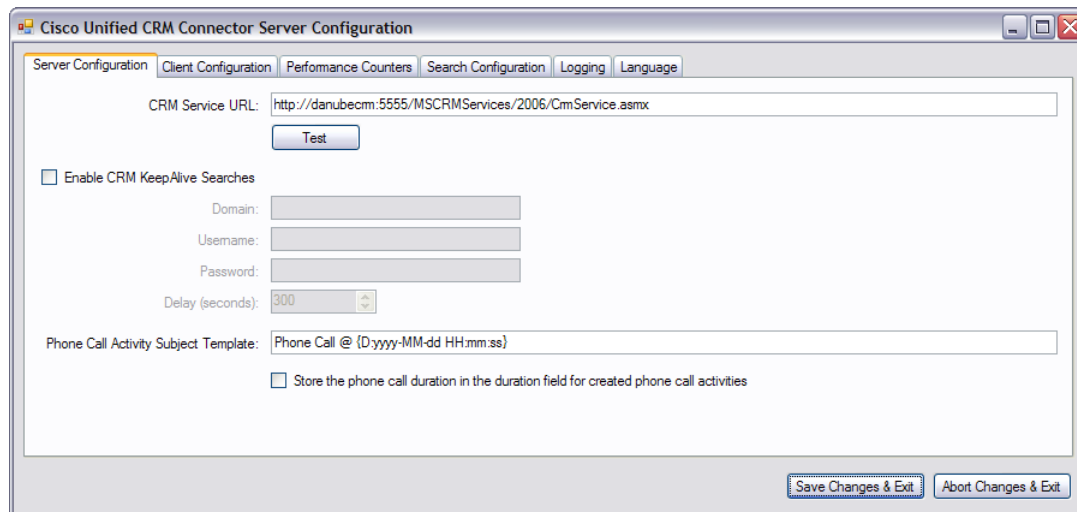 Cisco Unified CRM Connector Server Configuration
Server Configuration Client Configuration Performance Counters Search Configuration Logging Language
CRM Service URL: http://danubecrm:5555/MSCRMServices/2006/CrmService.asmx
Test
Enable CRM KeepAlive Searches
Domain:
Username:
Password:
Delay (seconds): 300
Phone Call Activity Subject Template: Phone Call @ {D:yyyy-MM-dd HH:mm:ss}
Store the phone call duration in the duration field for created phone call activities
Save Changes & Exit Abort Changes & Exit